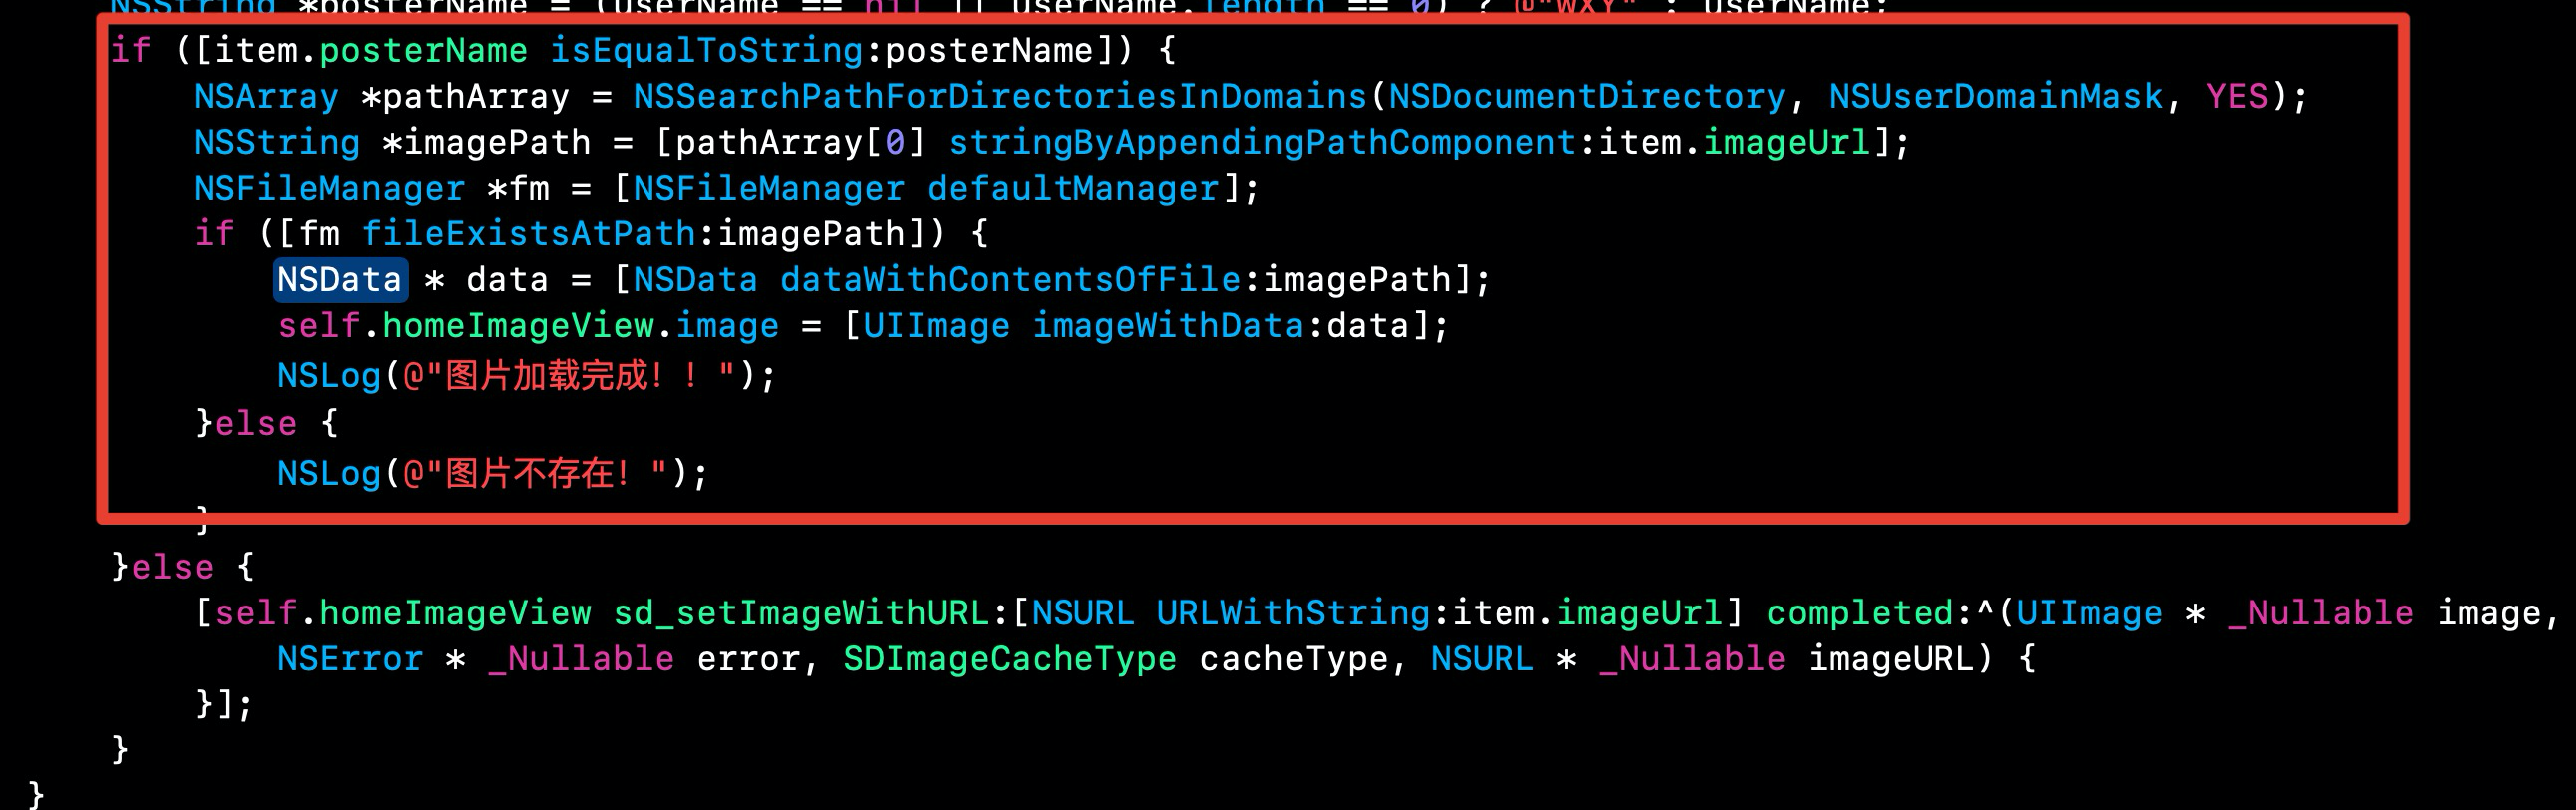 NSString *posterName = (userName == nil || userName.length == 0) ? @"WXY" : userName;
if ([item.posterName isEqualToString:posterName]) {
NSArray *pathArray = NSSearchPathForDirectoriesInDomains(NSDocumentDirectory, NSUserDomainMask, YES);
NSString *imagePath = [pathArray[0] stringByAppendingPathComponent:item.imageUrl];
NSFileManager *fm = [NSFileManager defaultManager];
if ([fm fileExistsAtPath:imagePath]) {
NSData * data = [NSData dataWithContentsOfFile:imagePath];
self.homeImageView.image = [UIImage imageWithData:data];
NSLog(@"图片加载完成！！");
}else {
NSLog(@"图片不存在！");
}
}else {
[self.homeImageView sd_setImageWithURL:[NSURL URLWithString:item.imageUrl] completed:^(UIImage * _Nullable image,
NSError * _Nullable error, SDImageCacheType cacheType, NSURL * _Nullable imageURL) {
}];
}
}